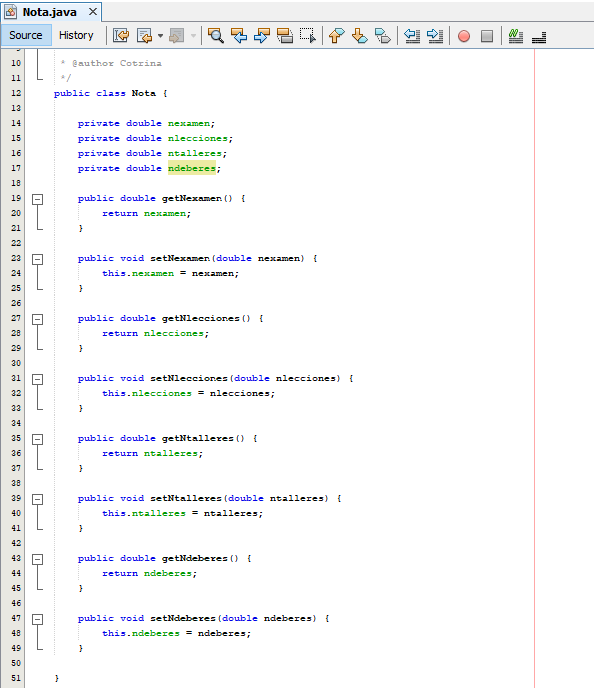 Nota.java
Source History
10 * @author Cotrina
11 */
12 public class Nota {
13
14 private double nexamen;
15 private double nlecciones;
16 private double ntalleres;
17 private double ndeberes;
18
19 public double getNexamen() {
20 return nexamen;
21 }
22
23 public void setNexamen(double nexamen) {
24 this.nexamen = nexamen;
25 }
26
27 public double getNlecciones() {
28 return nlecciones;
29 }
30
31 public void setNlecciones(double nlecciones) {
32 this.nlecciones = nlecciones;
33 }
34
35 public double getNtalleres() {
36 return ntalleres;
37 }
38
39 public void setNtalleres(double ntalleres) {
40 this.ntalleres = ntalleres;
41 }
42
43 public double getNdeberes() {
44 return ndeberes;
45 }
46
47 public void setNdeberes(double ndeberes) {
48 this.ndeberes = ndeberes;
49 }
50
51 }